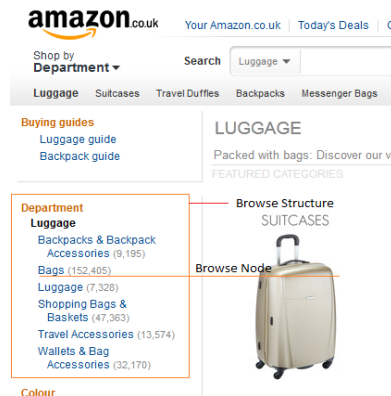 amazon.co.uk
Your Amazon.co.uk
Today's Deals
Shop by
Department
Search
Luggage
Luggage
Suitcases
Travel Duffles
Backpacks
Messenger Bags
Buying guides
Luggage guide
Backpack guide
LUGGAGE
Packed with bags: Discover our
FEATURED CATEGORIES
Department
Luggage
Backpacks & Backpack
Accessories (9,195)
Bags (152,405)
Luggage (7,328)
Shopping Bags &
Baskets (47,363)
Travel Accessories (13,574)
Wallets & Bag
Accessories (32,170)
Colour
Browse Structure
SUITCASES
Browse Node